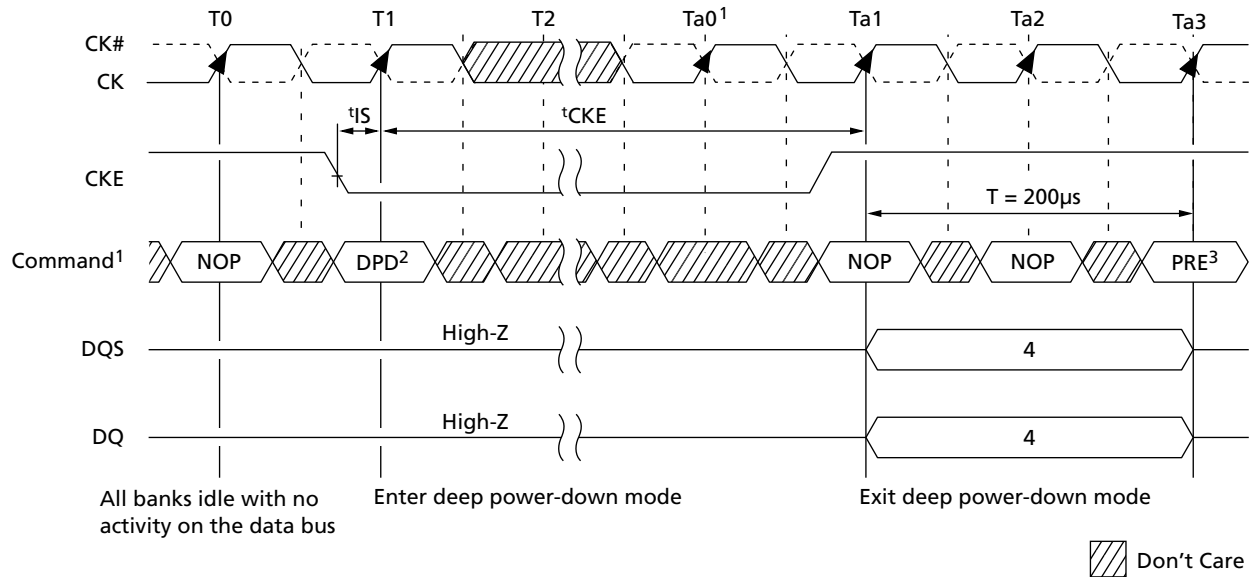 T0 T1 T2 Ta0¹ Ta1 Ta2 Ta3
CK#
CK
ᵗIS ᵗCKE
CKE
T = 200µs
Command¹ NOP DPD² NOP NOP PRE³
High-Z
DQS 4
High-Z
DQ 4
All banks idle with no
activity on the data bus
Enter deep power-down mode
Exit deep power-down mode
Don't Care